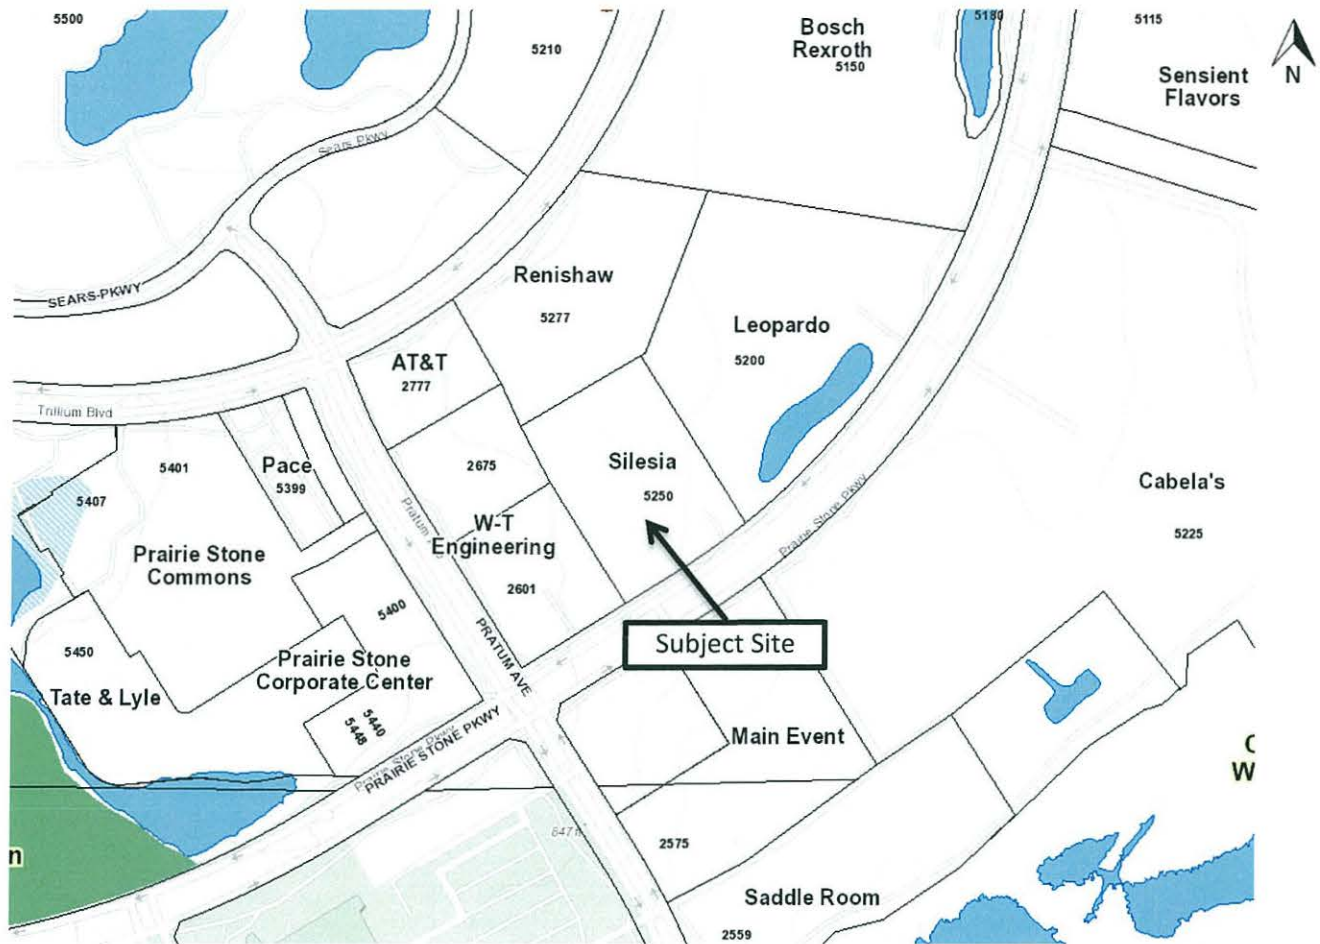 5500
5210
Bosch
Rexroth
5150
5180
5115
Sensient
Flavors
N
Sears Pkwy
SEARS-PKWY
Renishaw
5277
Leopardo
5200
AT&T
2777
Trillium Blvd
5401
Pace
5399
2675
Silesia
5250
Cabela's
5225
5407
Prairie Stone
Commons
Pratum
W-T
Engineering
2601
Prairie Stone Pkwy
5400
PRATUM AVE
Subject Site
5450
Tate & Lyle
Prairie Stone
Corporate Center
5440
5448
Prairie Stone Pkwy
PRAIRIE STONE PKWY
Main Event
C
W
647ft
2575
n
Saddle Room
2559